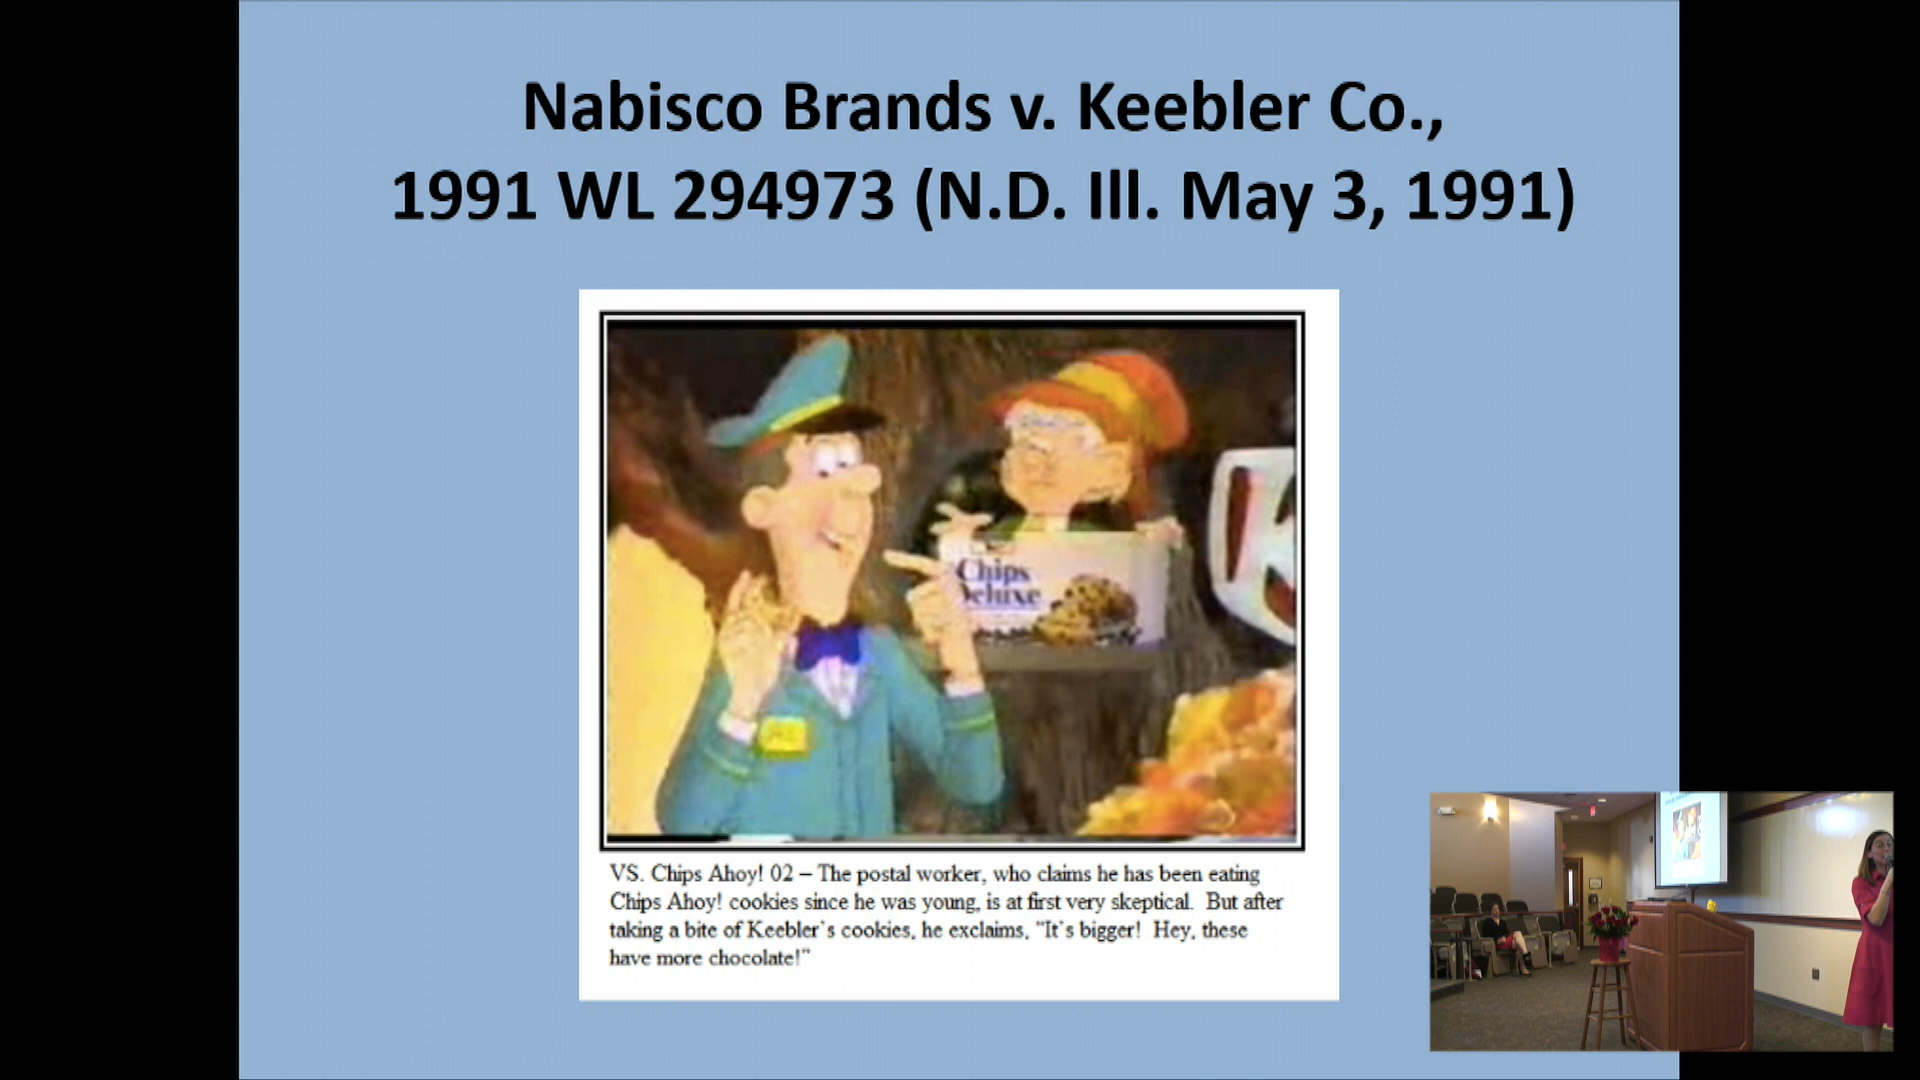 Nabisco Brands v. Keebler Co.,
1991 WL 294973 (N.D. Ill. May 3, 1991)
Chips
Deluxe
VS. Chips Ahoy! 02 – The postal worker, who claims he has been eating
Chips Ahoy! cookies since he was young, is at first very skeptical.  But after
taking a bite of Keebler's cookies, he exclaims, "It's bigger!  Hey, these
have more chocolate!"